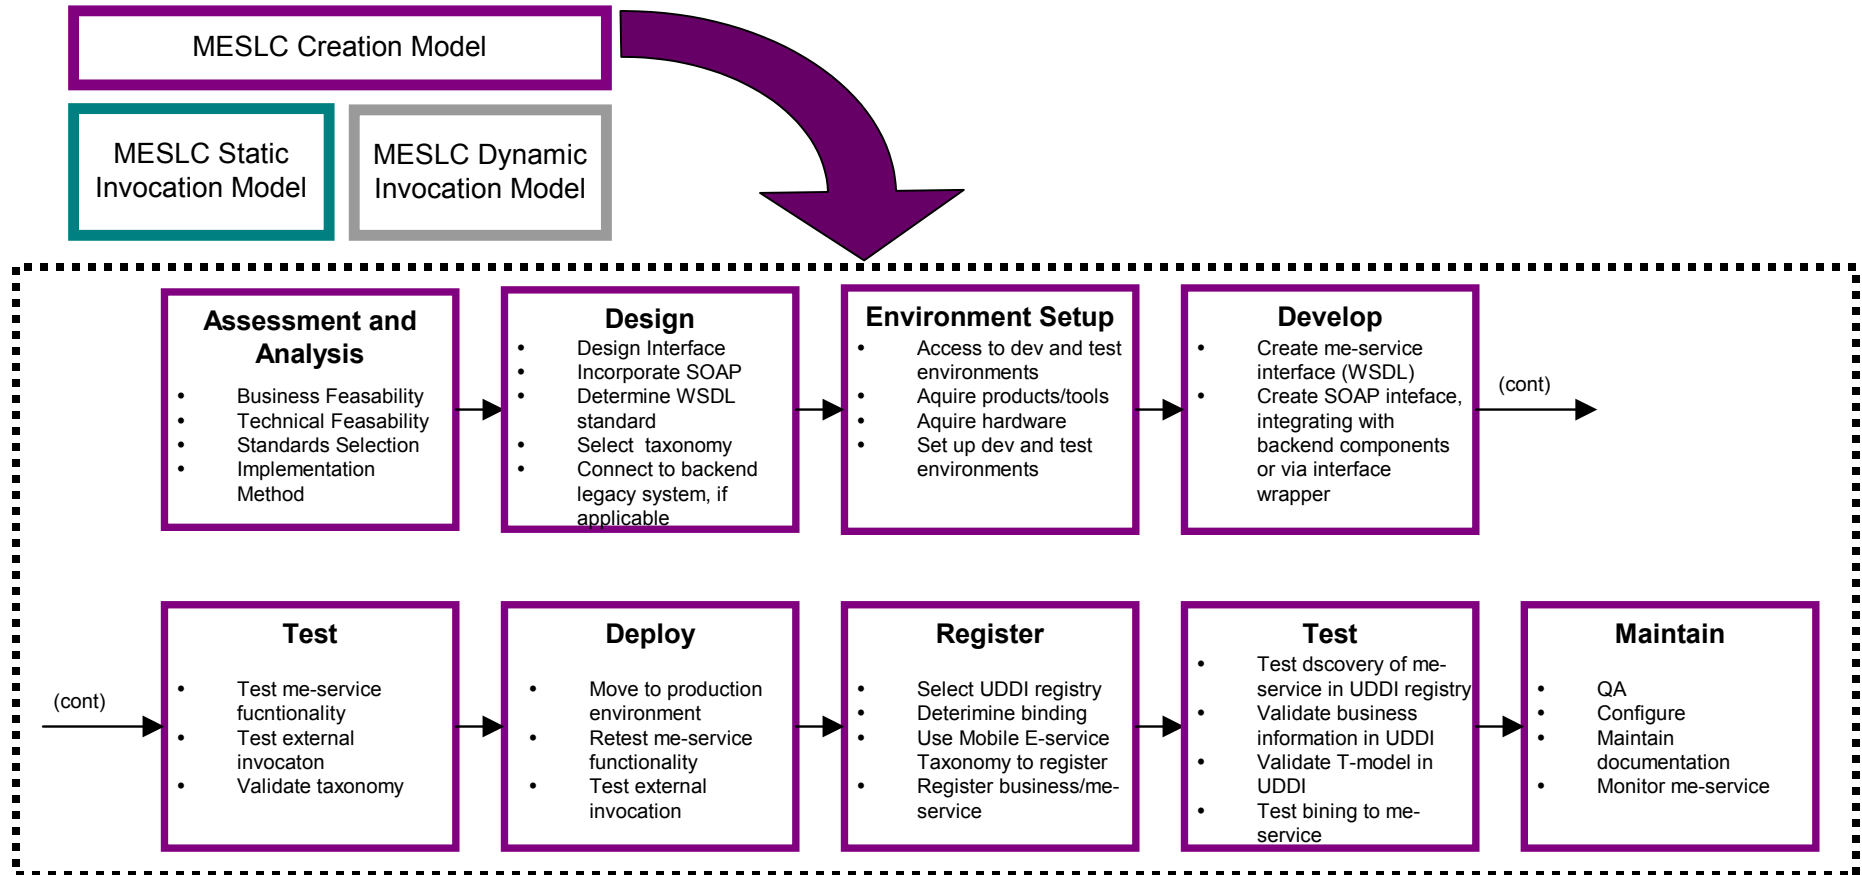 MESLC Creation Model
MESLC Static
Invocation Model
MESLC Dynamic
Invocation Model
Assessment and
Analysis
• Business Feasability
• Technical Feasability
• Standards Selection
• Implementation
Method
Design
• Design Interface
• Incorporate SOAP
• Determine WSDL
standard
• Select taxonomy
• Connect to backend
legacy system, if
applicable
Environment Setup
• Access to dev and test
environments
• Aquire products/tools
• Aquire hardware
• Set up dev and test
environments
Develop
• Create me-service
interface (WSDL)
• Create SOAP inteface,
integrating with
backend components
or via interface
wrapper
(cont)
(cont)
Test
• Test me-service
fucntionality
• Test external
invocaton
• Validate taxonomy
Deploy
• Move to production
environment
• Retest me-service
functionality
• Test external
invocation
Register
• Select UDDI registry
• Deterimine binding
• Use Mobile E-service
Taxonomy to register
• Register business/me-
service
Test
• Test dscovery of me-
service in UDDI registry
• Validate business
information in UDDI
• Validate T-model in
UDDI
• Test bining to me-
service
Maintain
• QA
• Configure
• Maintain
documentation
• Monitor me-service